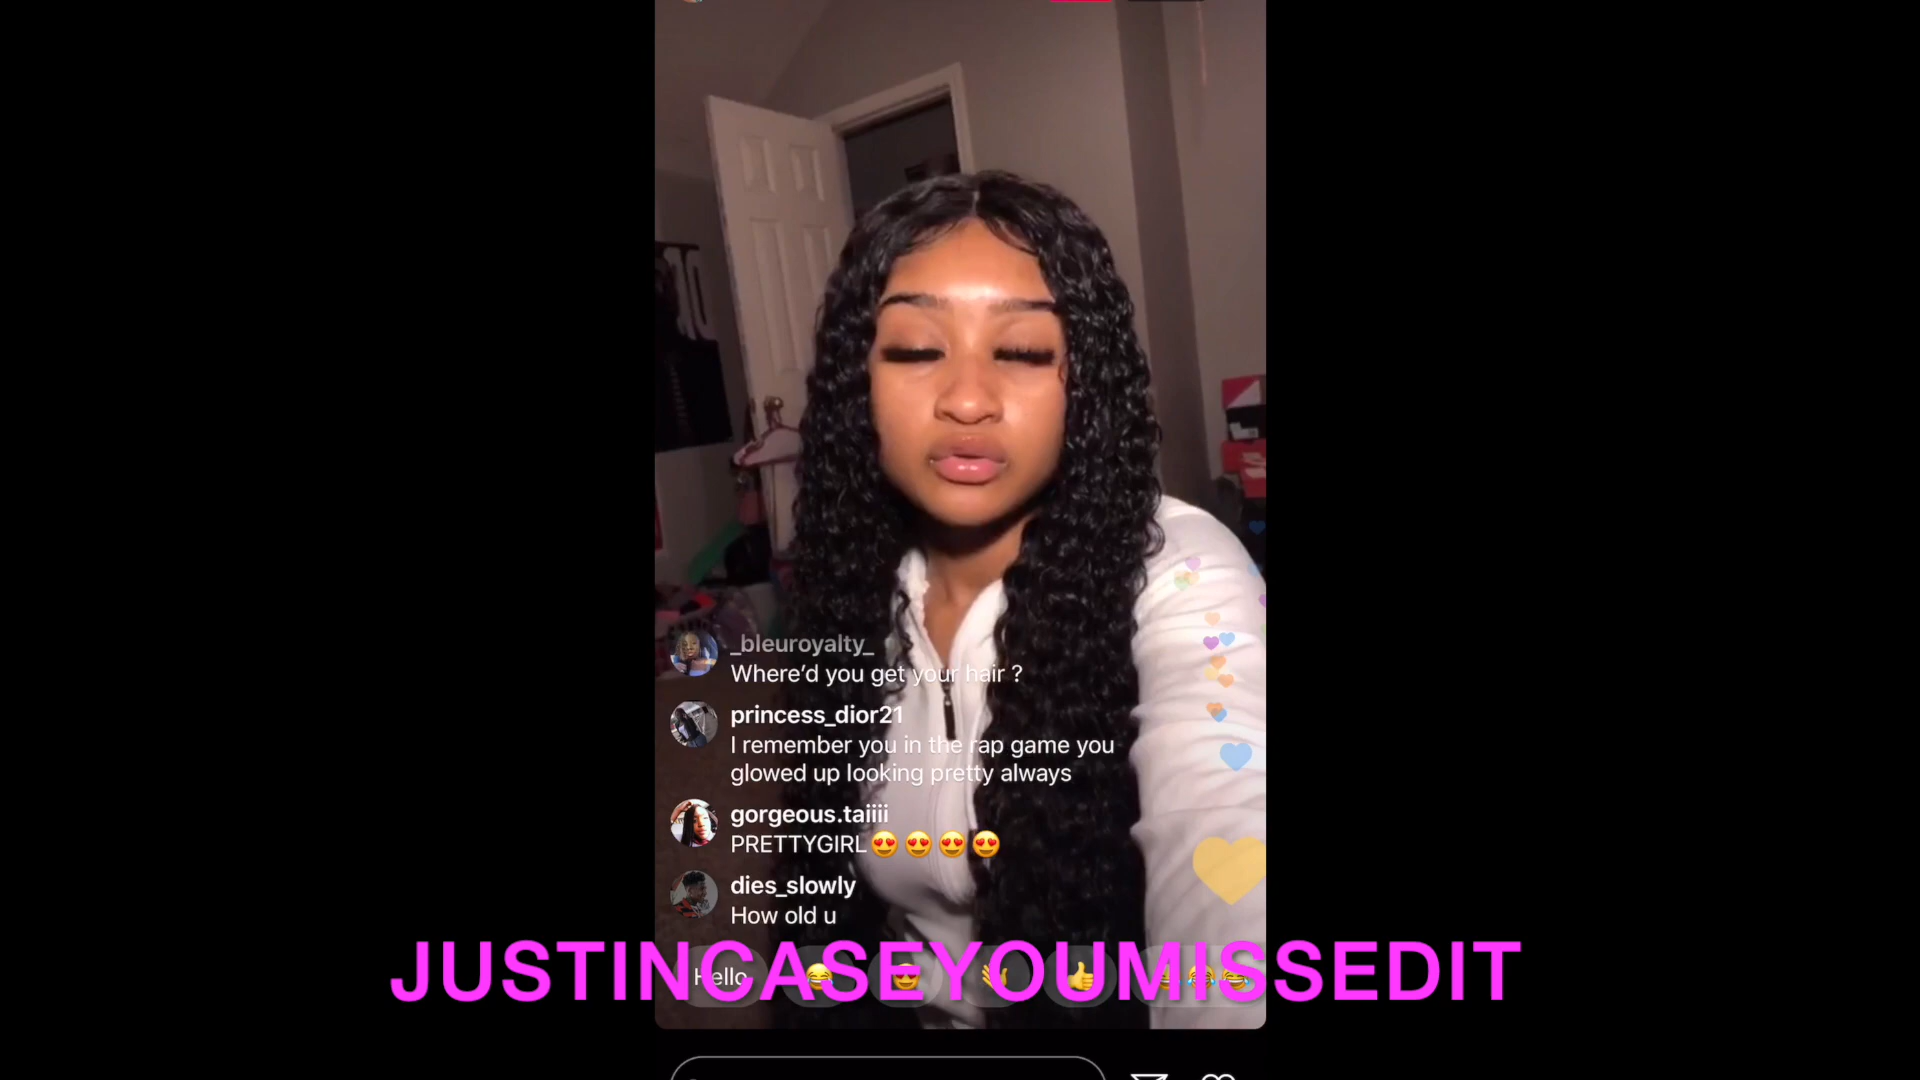 _bleuroyalty_
Where’d you get your hair ?
princess_dior21
I remember you in the rap game you
glowed up looking pretty always
gorgeous.taiiii
PRETTYGIRL😍😍😍😍
dies_slowly
How old u
Hello
JUSTINCASEYOUMISSEDIT